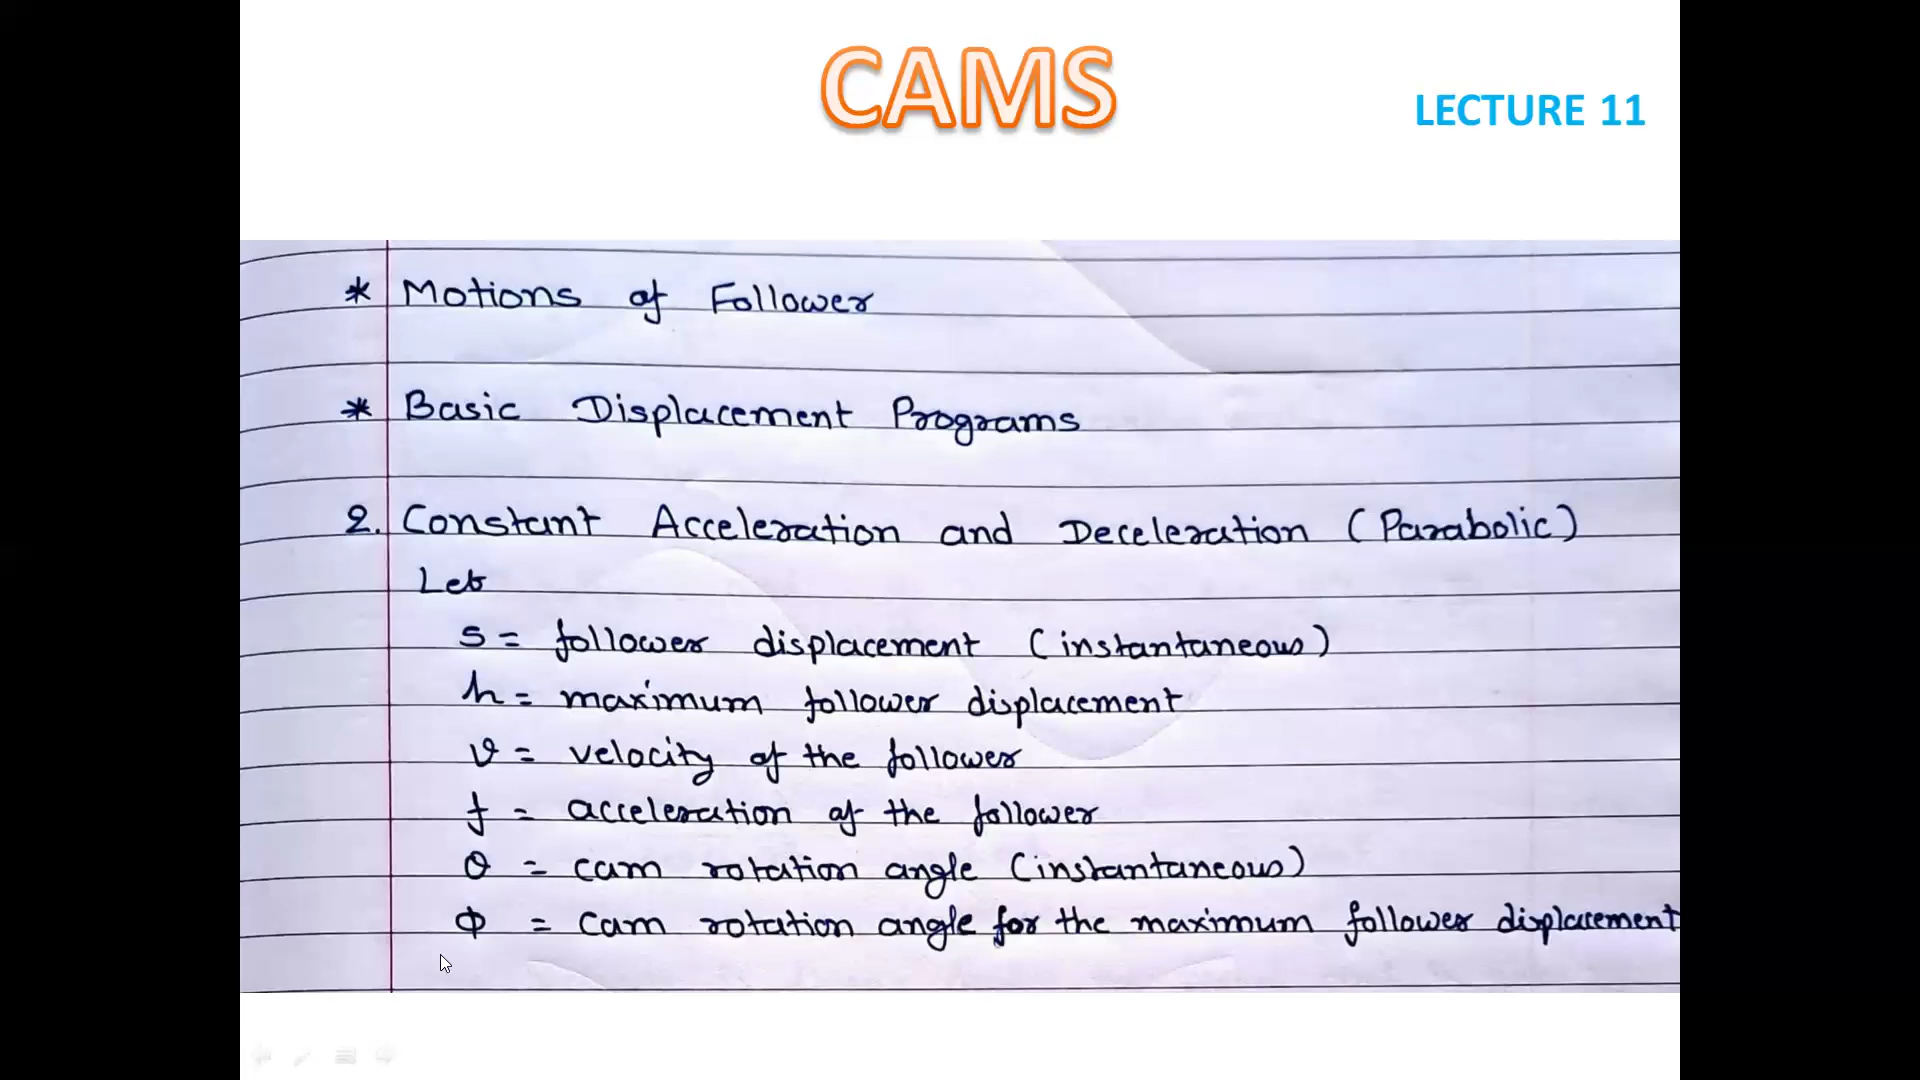 CAMS
LECTURE 11
* Motions of Follower
* Basic Displacement Programs
2. Constant Acceleration and Deceleration (Parabolic)
Let
s = follower displacement (instantaneous)
h = maximum follower displacement
v = velocity of the follower
f = acceleration of the follower
θ = cam rotation angle (instantaneous)
Φ = cam rotation angle for the maximum follower displacement